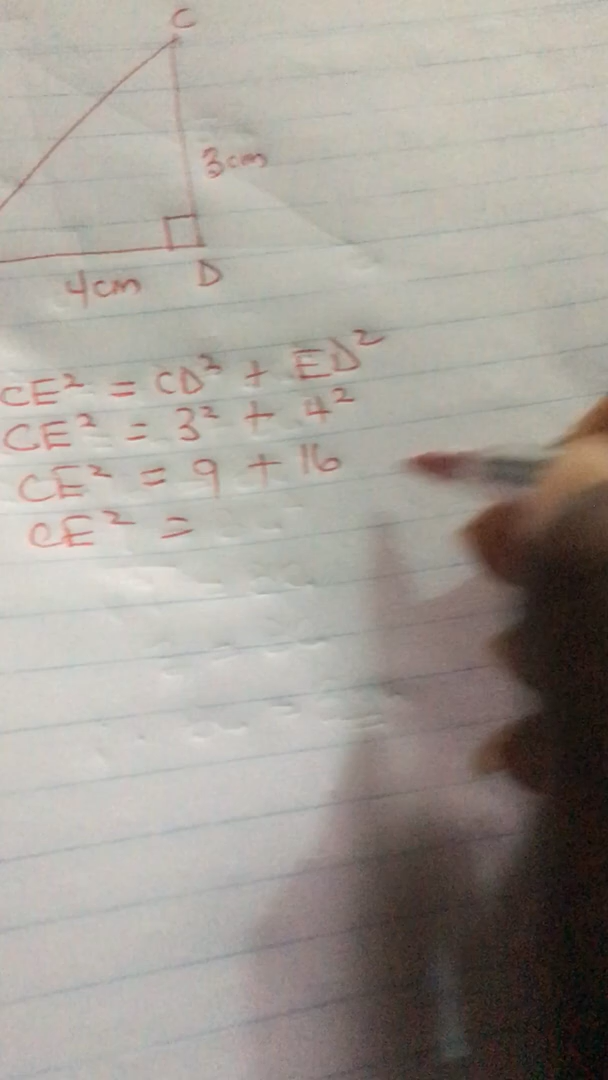 C
3cm
4cm D
CE² = CD² + ED²
CE² = 3² + 4²
CE² = 9 + 16
CE² =